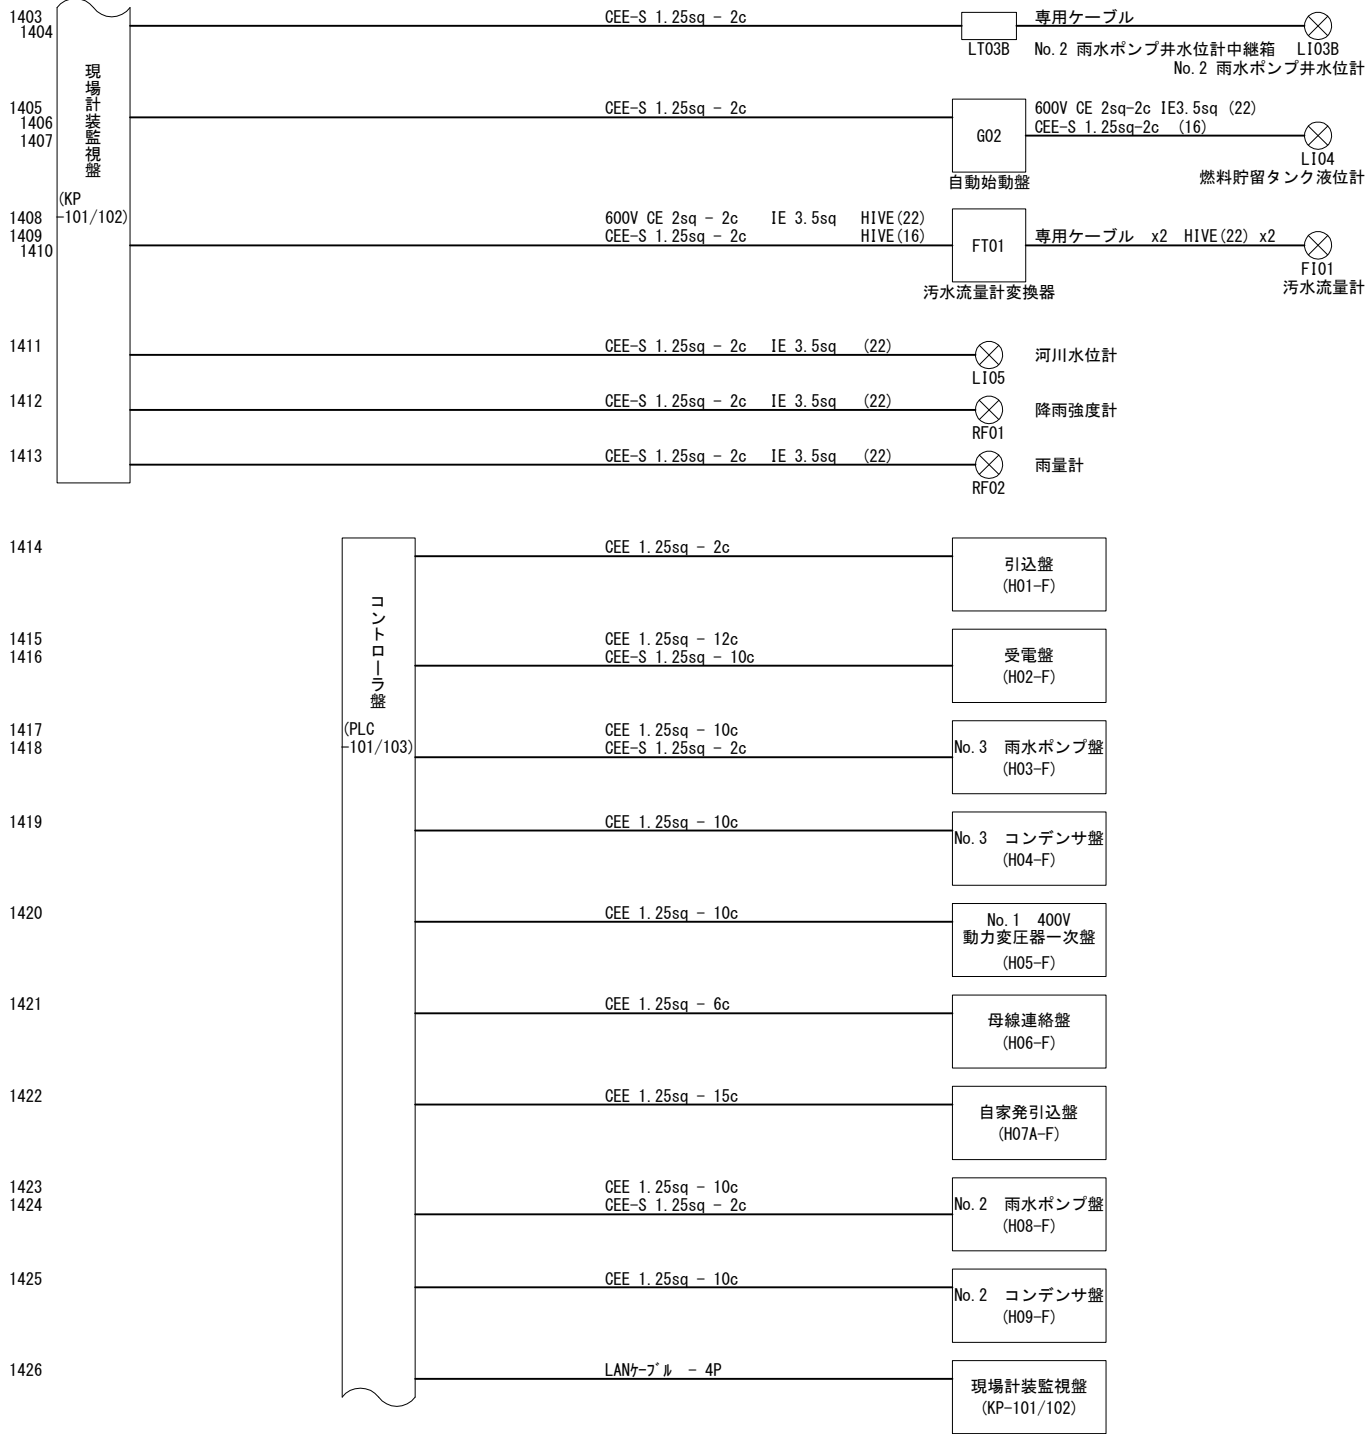 1403
1404
CEE-S 1.25sq - 2c
LT03B
専用ケーブル
No.2 雨水ポンプ井水位計中継箱
LI03B
No.2 雨水ポンプ井水位計
現場計装監視盤
(KP
-101/102)
1405
1406
1407
CEE-S 1.25sq - 2c
G02
自動始動盤
600V CE 2sq-2c IE3.5sq (22)
CEE-S 1.25sq-2c (16)
LI04
燃料貯留タンク液位計
1408
1409
1410
600V CE 2sq - 2c IE 3.5sq HIVE(22)
CEE-S 1.25sq - 2c HIVE(16)
FT01
汚水流量計変換器
専用ケーブル x2 HIVE(22) x2
FI01
汚水流量計
1411
CEE-S 1.25sq - 2c IE 3.5sq (22)
LI05
河川水位計
1412
CEE-S 1.25sq - 2c IE 3.5sq (22)
RF01
降雨強度計
1413
CEE-S 1.25sq - 2c IE 3.5sq (22)
RF02
雨量計
1414
CEE 1.25sq - 2c
引込盤
(H01-F)
コントローラ盤
(PLC
-101/103)
1415
1416
CEE 1.25sq - 12c
CEE-S 1.25sq - 10c
受電盤
(H02-F)
1417
1418
CEE 1.25sq - 10c
CEE-S 1.25sq - 2c
No.3 雨水ポンプ盤
(H03-F)
1419
CEE 1.25sq - 10c
No.3 コンデンサ盤
(H04-F)
1420
CEE 1.25sq - 10c
No.1 400V
動力変圧器一次盤
(H05-F)
1421
CEE 1.25sq - 6c
母線連絡盤
(H06-F)
1422
CEE 1.25sq - 15c
自家発引込盤
(H07A-F)
1423
1424
CEE 1.25sq - 10c
CEE-S 1.25sq - 2c
No.2 雨水ポンプ盤
(H08-F)
1425
CEE 1.25sq - 10c
No.2 コンデンサ盤
(H09-F)
1426
LANｹｰﾌﾞﾙ - 4P
現場計装監視盤
(KP-101/102)